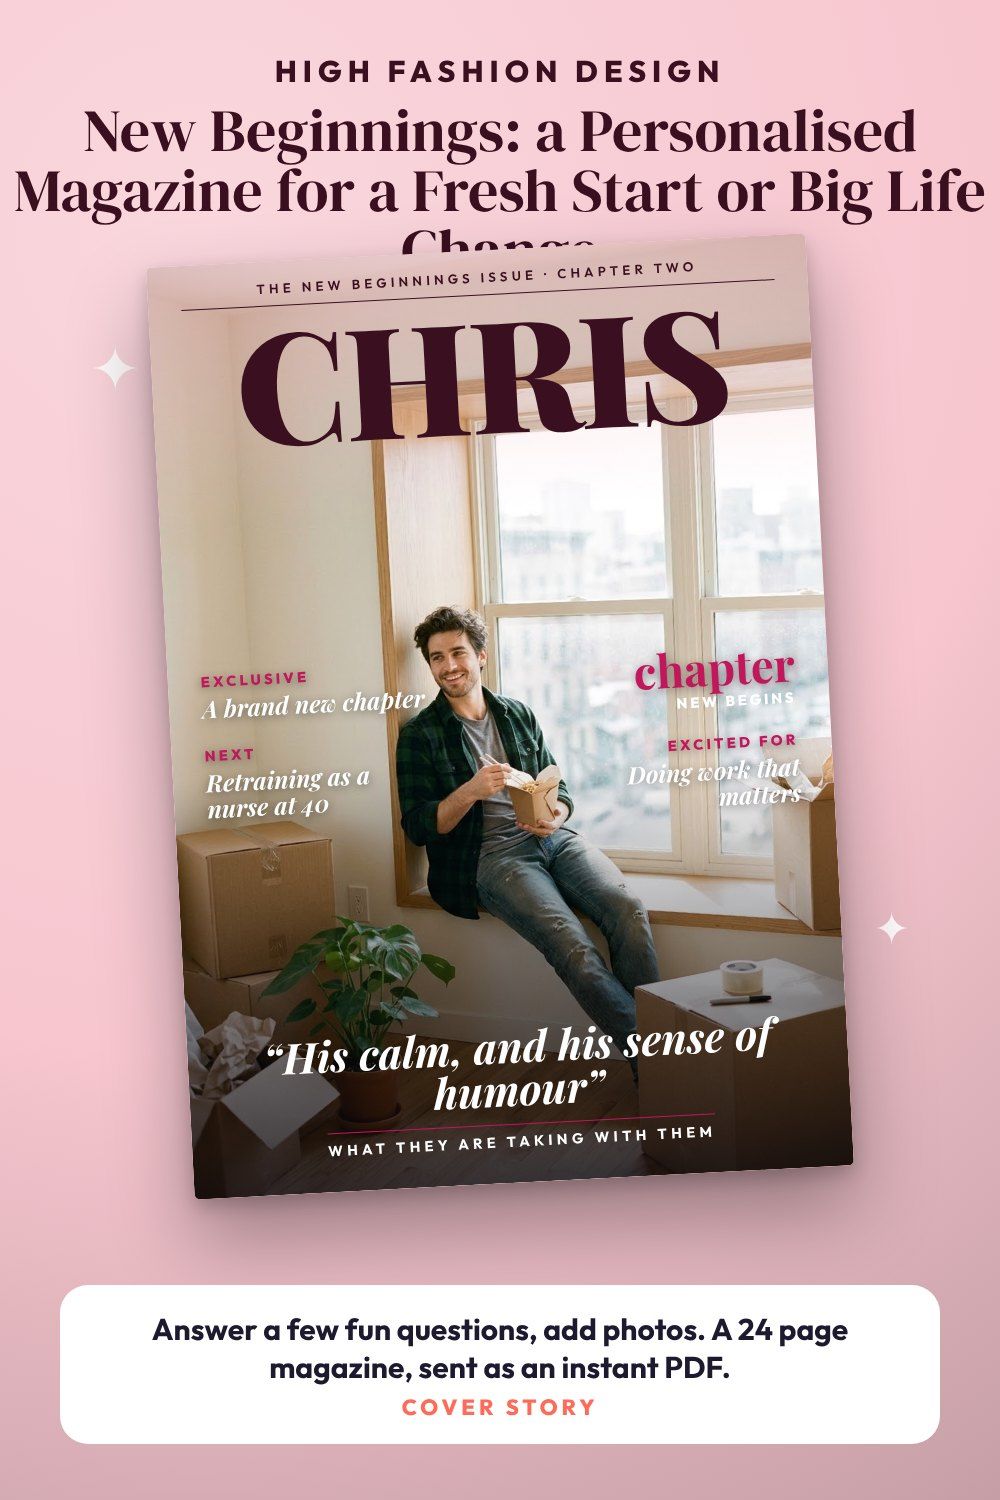 HIGH FASHION DESIGN
New Beginnings: a Personalised
Magazine for a Fresh Start or Big Life
Change
THE NEW BEGINNINGS ISSUE · CHAPTER TWO
CHRIS
EXCLUSIVE
A brand new chapter
NEXT
Retraining as a
nurse at 40
chapter
NEW BEGINS
EXCITED FOR
Doing work that
matters
“His calm, and his sense of
humour”
WHAT THEY ARE TAKING WITH THEM
Answer a few fun questions, add photos. A 24 page
magazine, sent as an instant PDF.
COVER STORY